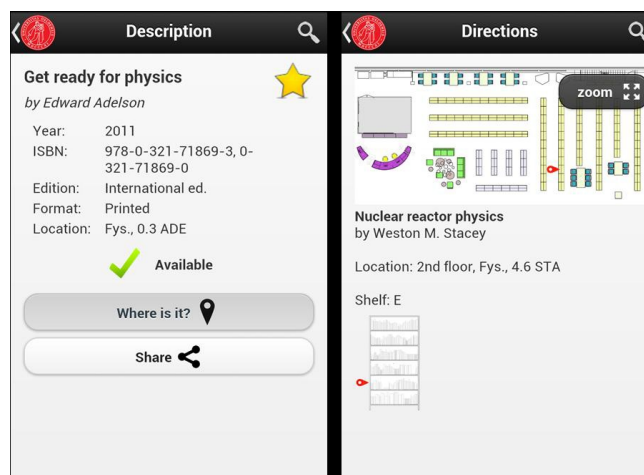 Description
Get ready for physics
by Edward Adelson
Year: 2011
ISBN: 978-0-321-71869-3, 0-
321-71869-0
Edition: International ed.
Format: Printed
Location: Fys., 0.3 ADE
Available
Where is it?
Share
Directions
zoom
Nuclear reactor physics
by Weston M. Stacey
Location: 2nd floor, Fys., 4.6 STA
Shelf: E